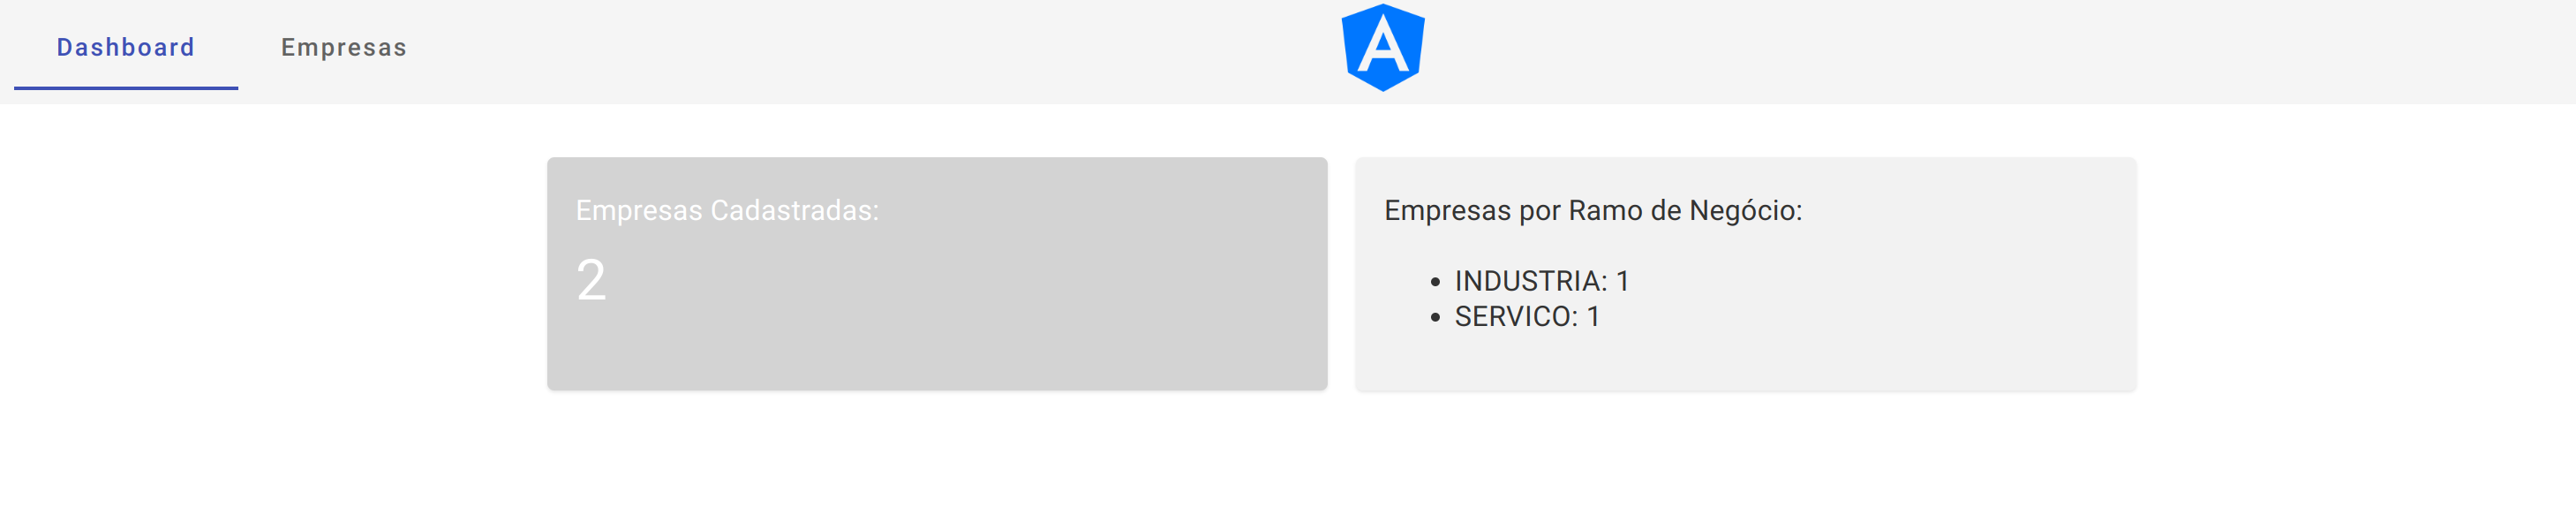 Dashboard Empresas
Empresas Cadastradas:
2
Empresas por Ramo de Negócio:
INDUSTRIA: 1
SERVICO: 1